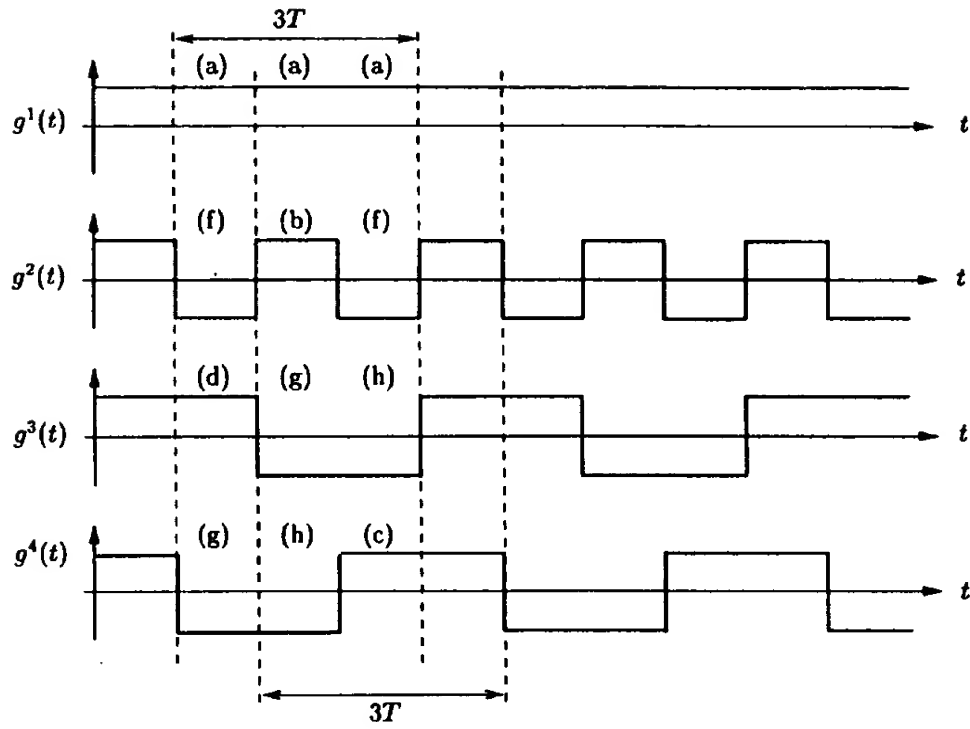 3T
(a) (a) (a)
g¹(t) t
(f) (b) (f)
g²(t) t
(d) (g) (h)
g³(t) t
(g) (h) (c)
g⁴(t) t
3T